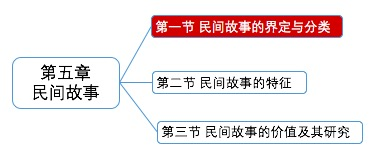 第一节 民间故事的界定与分类
第五章
民间故事
第二节 民间故事的特征
第三节 民间故事的价值及其研究